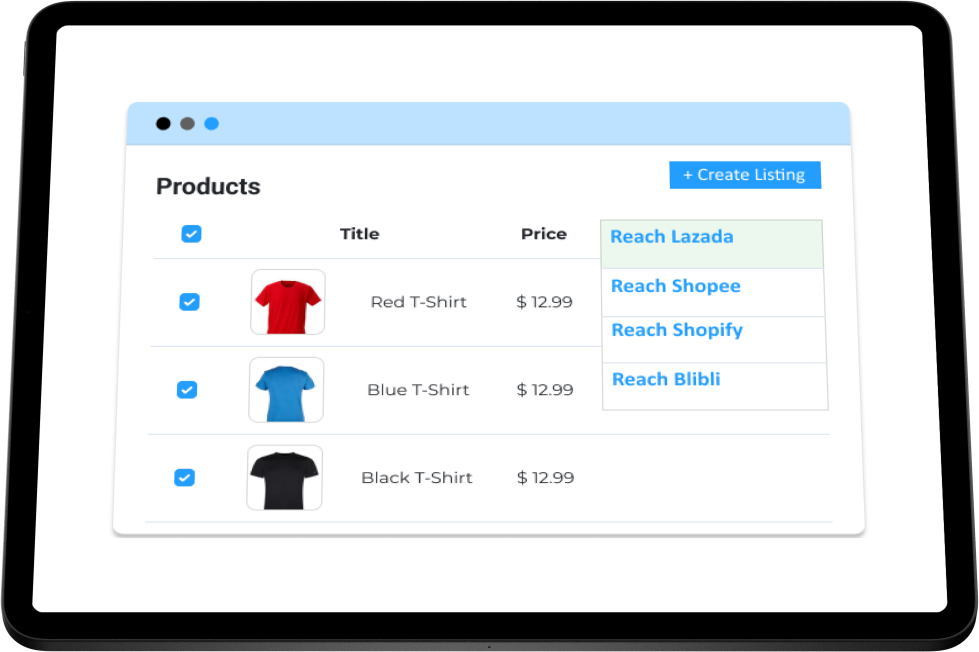 + Create Listing
Products
Title Price
Reach Lazada
Reach Shopee
Red T-Shirt $ 12.99
Reach Shopify
Reach Blibli
Blue T-Shirt $ 12.99
Black T-Shirt $ 12.99